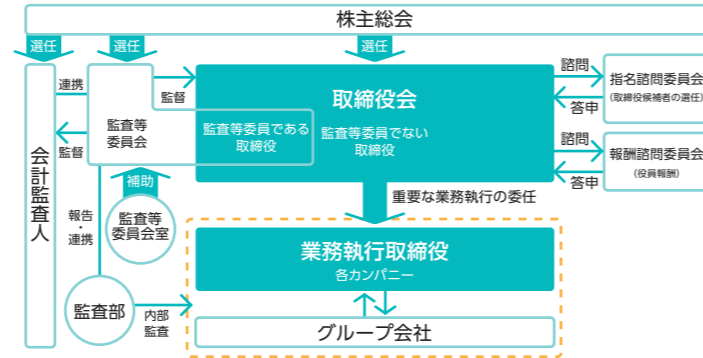 株主総会
選任
選任
選任
会計監査人
連携
監督
監査等
委員会
監督
取締役会
監査等委員である
取締役
監査等委員でない
取締役
諮問
答申
指名諮問委員会
(取締役候補者の選任)
諮問
答申
報酬諮問委員会
(役員報酬)
補助
監査等
委員会室
報告
・
連携
重要な業務執行の委任
業務執行取締役
各カンパニー
監査部
内部
監査
グループ会社